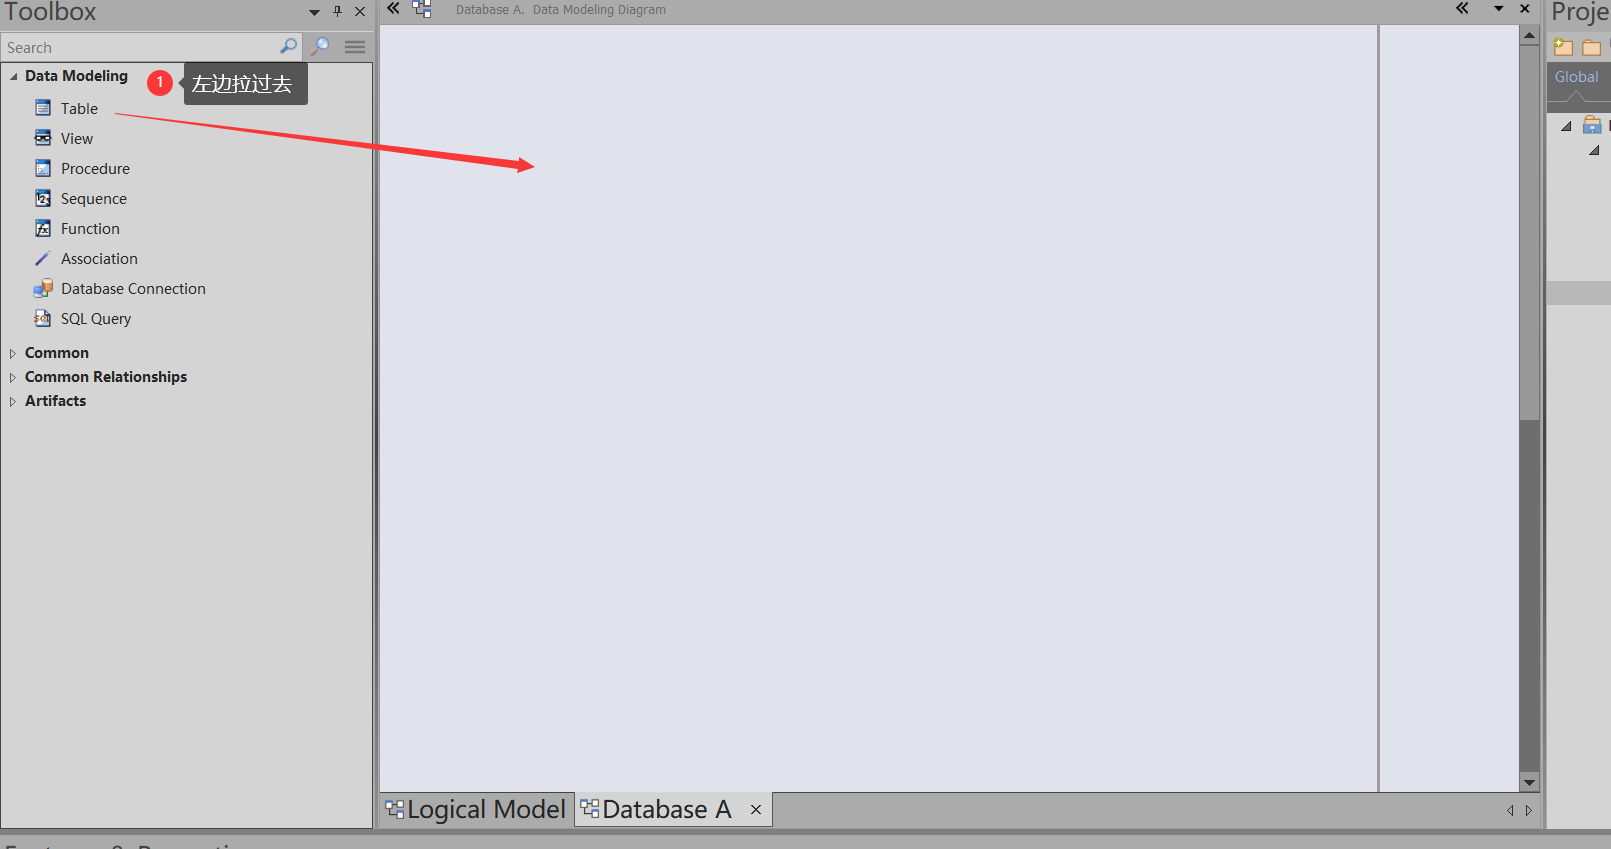 Toolbox
Database A. Data Modeling Diagram
Search
Data Modeling
1
左边拉过去
Table
View
Procedure
Sequence
Function
Association
Database Connection
SQL Query
Common
Common Relationships
Artifacts
Logical Model
Database A
Proje
Global